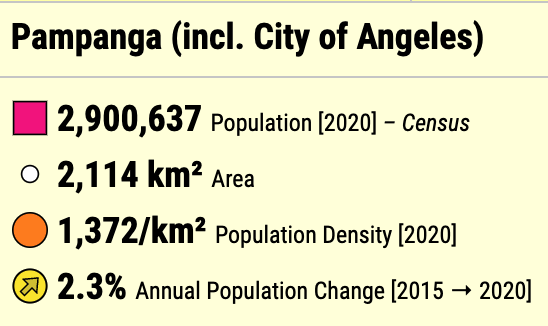 Pampanga (incl. City of Angeles)
2,900,637 Population [2020] – Census
2,114 km² Area
1,372/km² Population Density [2020]
2.3% Annual Population Change [2015 → 2020]